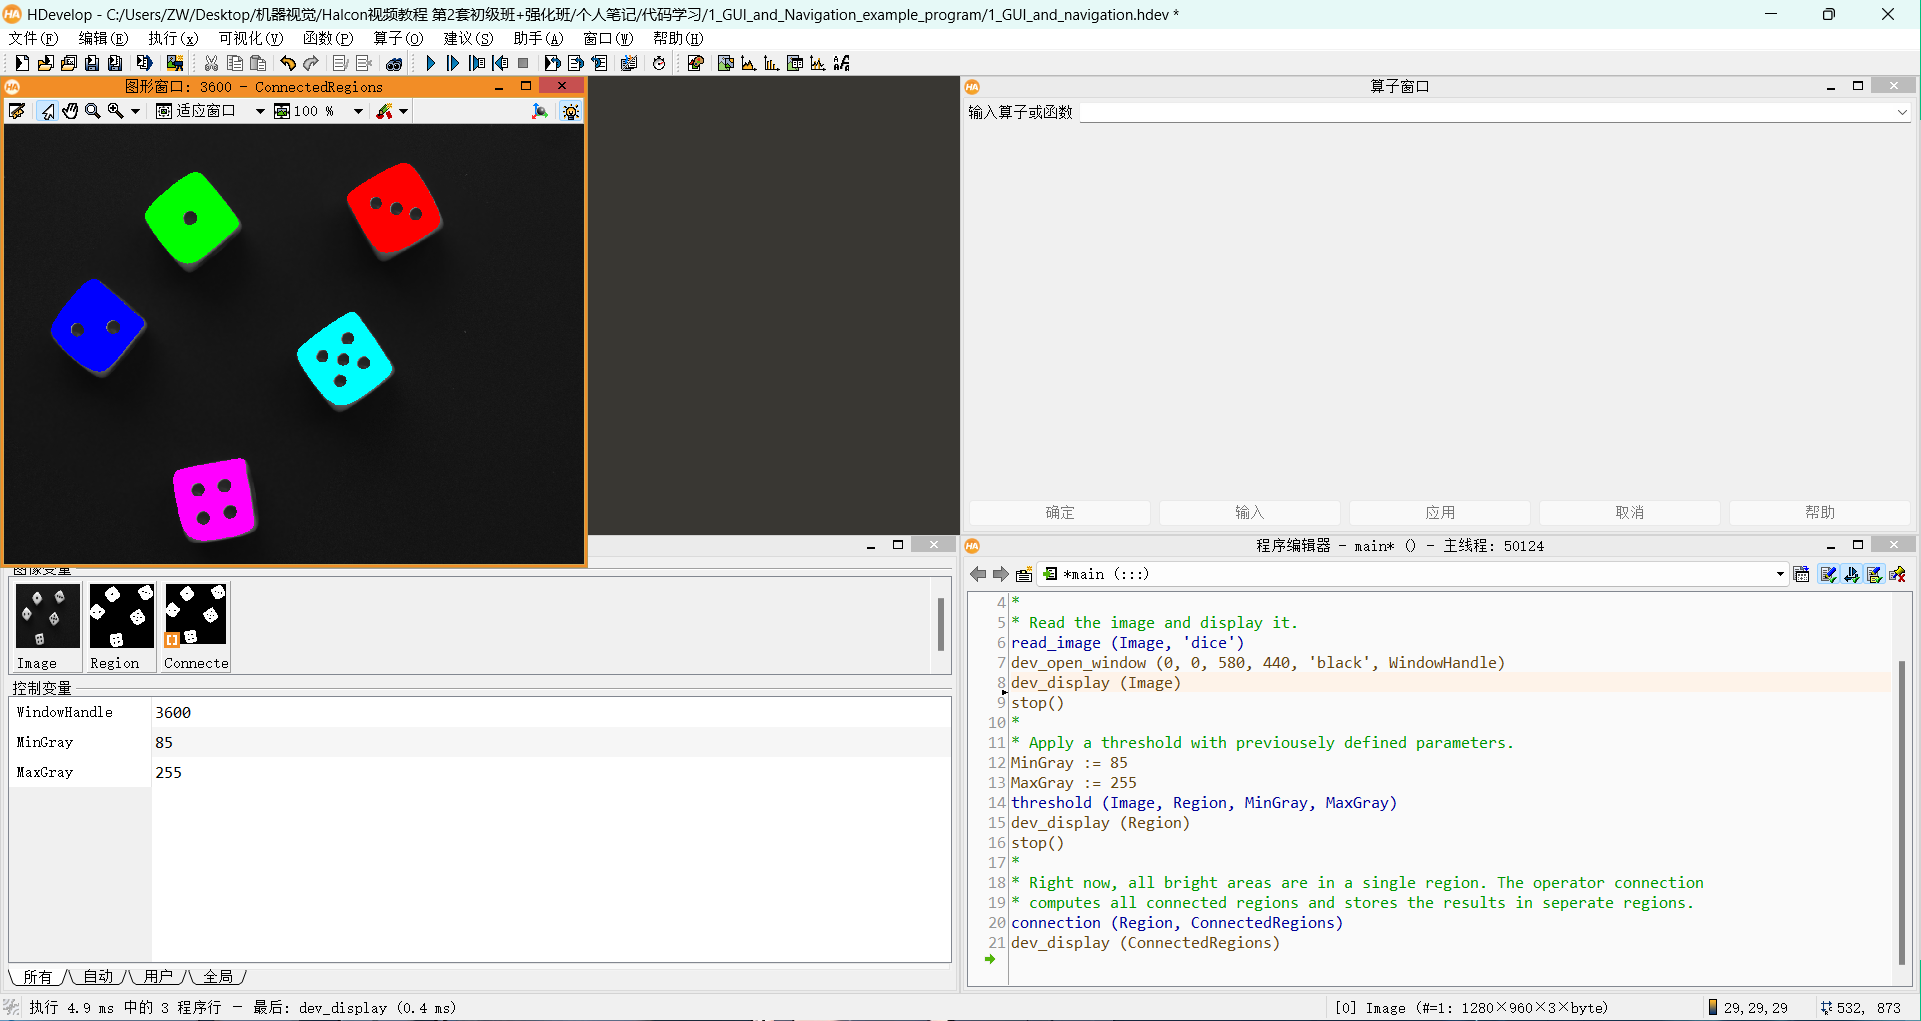 HDevelop - C:/Users/ZW/Desktop/机器视觉/Halcon视频教程 第2套初级班+强化班/个人笔记/代码学习/1_GUI_and_Navigation_example_program/1_GUI_and_navigation.hdev *
文件(F) 编辑(E) 执行(x) 可视化(V) 函数(P) 算子(O) 建议(S) 助手(A) 窗口(W) 帮助(H)
图形窗口: 3600 - ConnectedRegions
适应窗口 100 %
图像变量
Image Region Connecte
控制变量
WindowHandle 3600
MinGray 85
MaxGray 255
所有 自动 用户 全局
算子窗口
输入算子或函数
确定 输入 应用 取消 帮助
程序编辑器 - main* () - 主线程: 50124
*main (:::)
4 *
5 * Read the image and display it.
6 read_image (Image, 'dice')
7 dev_open_window (0, 0, 580, 440, 'black', WindowHandle)
8 dev_display (Image)
9 stop()
10 *
11 * Apply a threshold with previousely defined parameters.
12 MinGray := 85
13 MaxGray := 255
14 threshold (Image, Region, MinGray, MaxGray)
15 dev_display (Region)
16 stop()
17 *
18 * Right now, all bright areas are in a single region. The operator connection
19 * computes all connected regions and stores the results in seperate regions.
20 connection (Region, ConnectedRegions)
21 dev_display (ConnectedRegions)
执行 4.9 ms 中的 3 程序行 - 最后: dev_display (0.4 ms)
[0] Image (#=1: 1280×960×3×byte) 29,29,29 532, 873